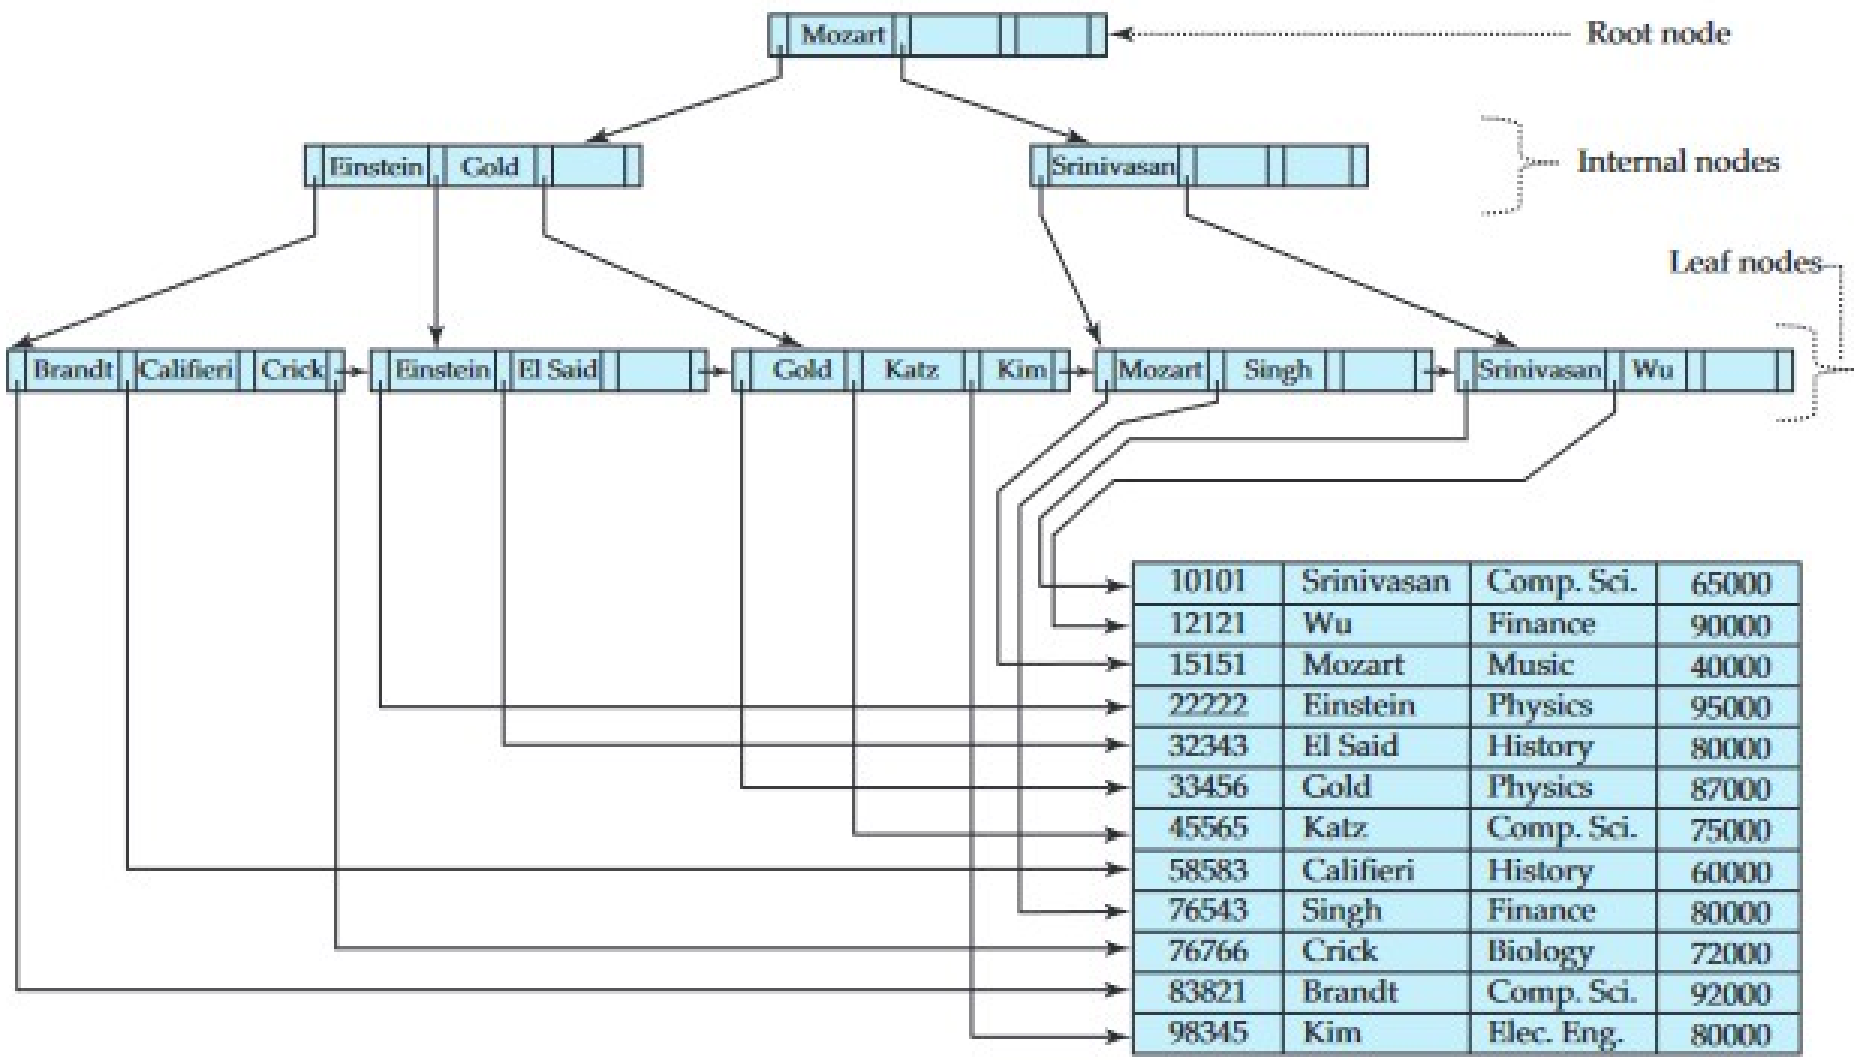 Mozart
Root node
Einstein Gold
Srinivasan
Internal nodes
Leaf nodes
Brandt Califieri Crick Einstein El Said Gold Katz Kim Mozart Singh Srinivasan Wu
10101 Srinivasan Comp. Sci. 65000
12121 Wu Finance 90000
15151 Mozart Music 40000
22222 Einstein Physics 95000
32343 El Said History 80000
33456 Gold Physics 87000
45565 Katz Comp. Sci. 75000
58583 Califieri History 60000
76543 Singh Finance 80000
76766 Crick Biology 72000
83821 Brandt Comp. Sci. 92000
98345 Kim Elec. Eng. 80000